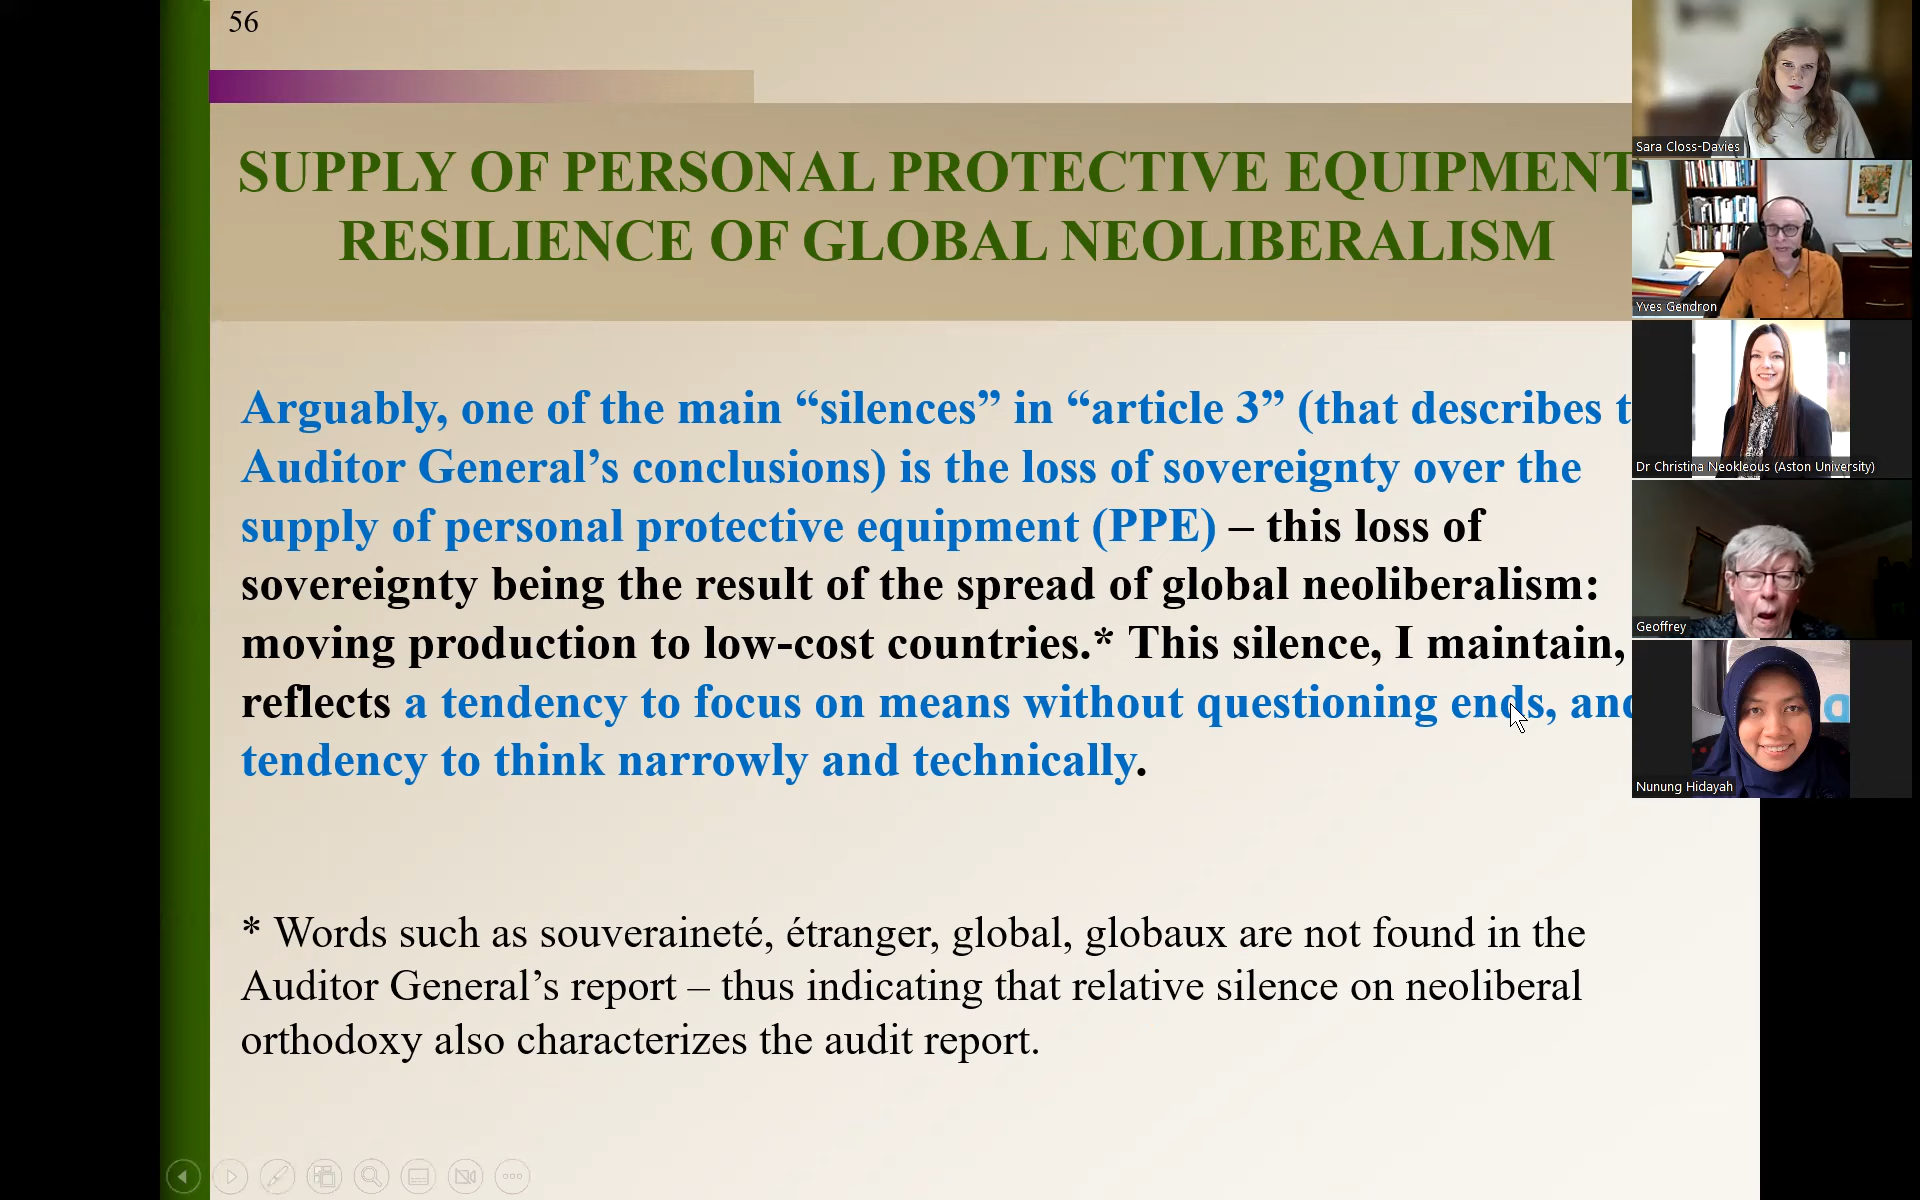 56
SUPPLY OF PERSONAL PROTECTIVE EQUIPMENT
RESILIENCE OF GLOBAL NEOLIBERALISM
Arguably, one of the main “silences” in “article 3” (that describes
Auditor General’s conclusions) is the loss of sovereignty over the
supply of personal protective equipment (PPE) – this loss of
sovereignty being the result of the spread of global neoliberalism:
moving production to low-cost countries.* This silence, I maintain,
reflects a tendency to focus on means without questioning ends, and
tendency to think narrowly and technically.
* Words such as souveraineté, étranger, global, globaux are not found in the
Auditor General’s report – thus indicating that relative silence on neoliberal
orthodoxy also characterizes the audit report.
Sara Closs-Davies
Yves Gendron
Dr Christina Neokleous (Aston University)
Geoffrey
Nunung Hidayah